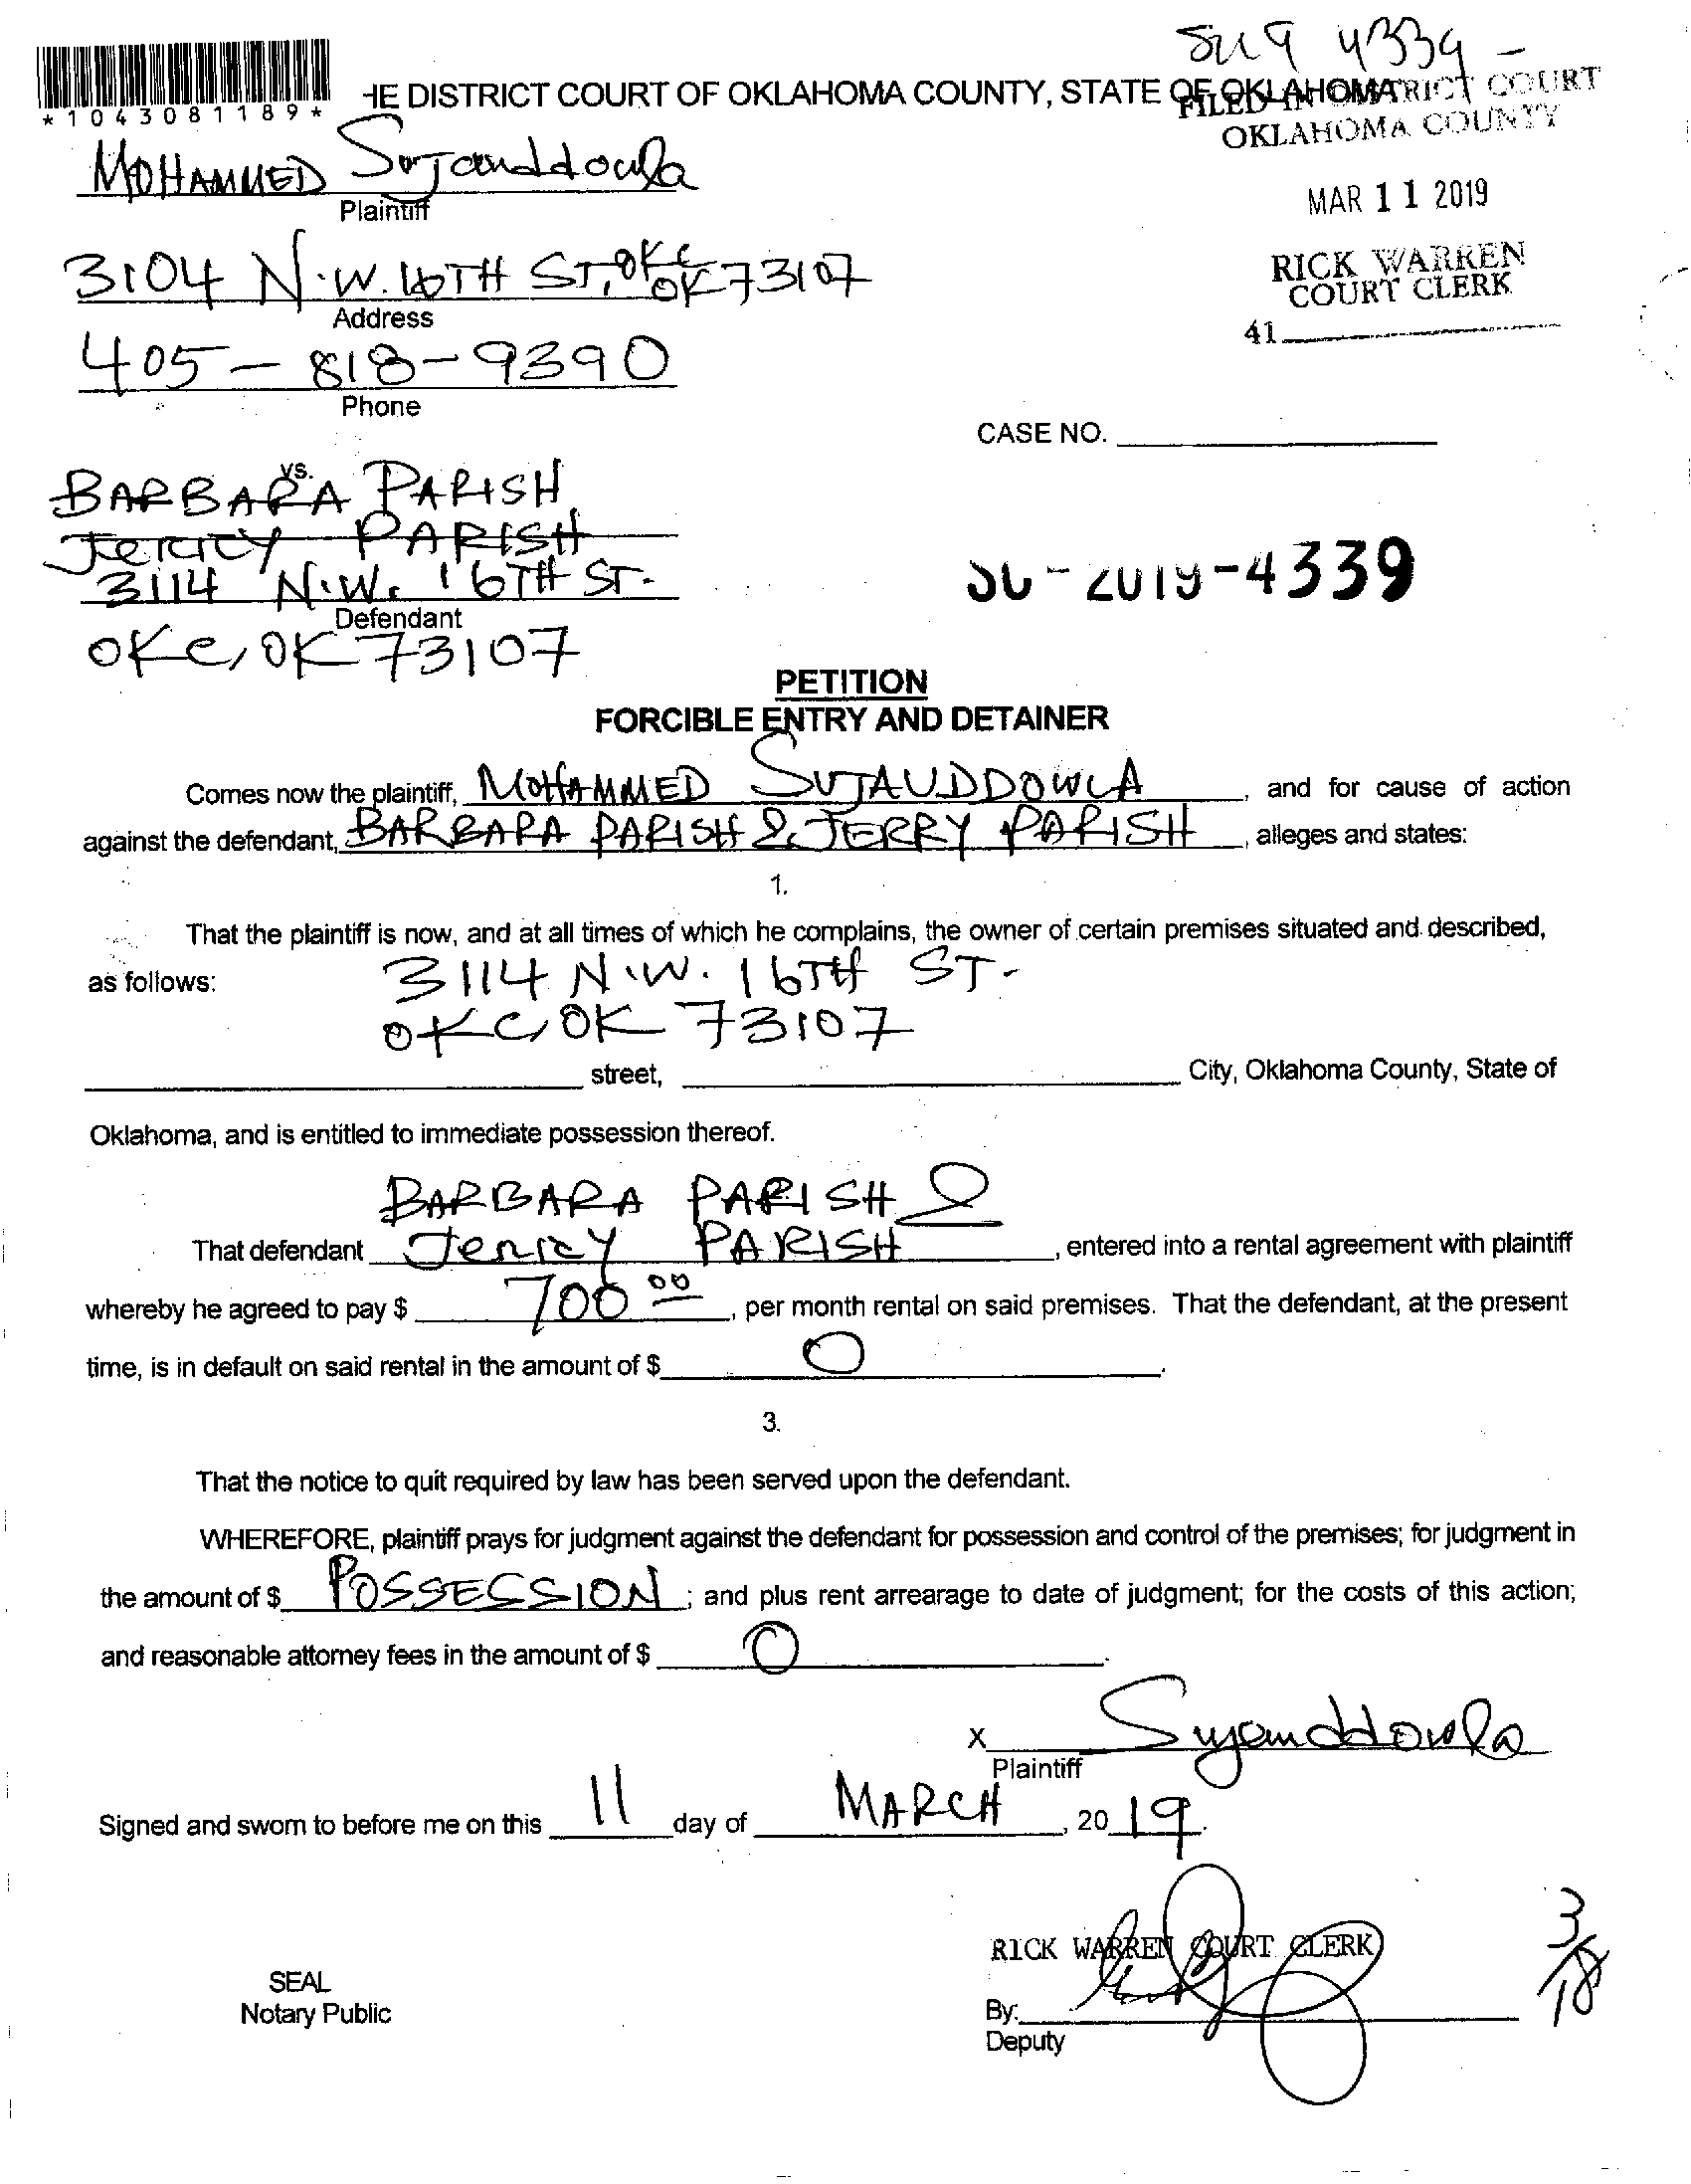 SC19 4339 -
*1043081189*
HE DISTRICT COURT OF OKLAHOMA COUNTY, STATE OF OKLAHOMA
FILED IN DISTRICT COURT
OKLAHOMA COUNTY
MAR 11 2019
RICK WARREN
COURT CLERK
41
MOHAMMED Sujauddowla
Plaintiff
3104 N.W. 16TH ST, OKC OK 73107
Address
405-818-9390
Phone
CASE NO.
vs.
BARBARA PARISH
JERRY PARISH
3114 N.W. 16TH ST.
Defendant
OKC, OK 73107
SC-2019-4339
PETITION
FORCIBLE ENTRY AND DETAINER
Comes now the plaintiff, MOHAMMED SUJAUDDOWLA, and for cause of action
against the defendant, BARBARA PARISH & JERRY PARISH, alleges and states:
1.
That the plaintiff is now, and at all times of which he complains, the owner of certain premises situated and described,
as follows: 3114 N.W. 16TH ST.
OKC, OK 73107
street, City, Oklahoma County, State of
Oklahoma, and is entitled to immediate possession thereof.
BARBARA PARISH &
That defendant JERRY PARISH, entered into a rental agreement with plaintiff
whereby he agreed to pay $ 700 00, per month rental on said premises. That the defendant, at the present
time, is in default on said rental in the amount of $ 0.
3.
That the notice to quit required by law has been served upon the defendant.
WHEREFORE, plaintiff prays for judgment against the defendant for possession and control of the premises; for judgment in
the amount of $ POSSESSION; and plus rent arrearage to date of judgment; for the costs of this action;
and reasonable attorney fees in the amount of $ 0.
X Sujauddowla
Plaintiff
Signed and sworn to before me on this 11 day of MARCH, 2019.
RICK WARREN COURT CLERK
3/18
SEAL
Notary Public
By:
Deputy